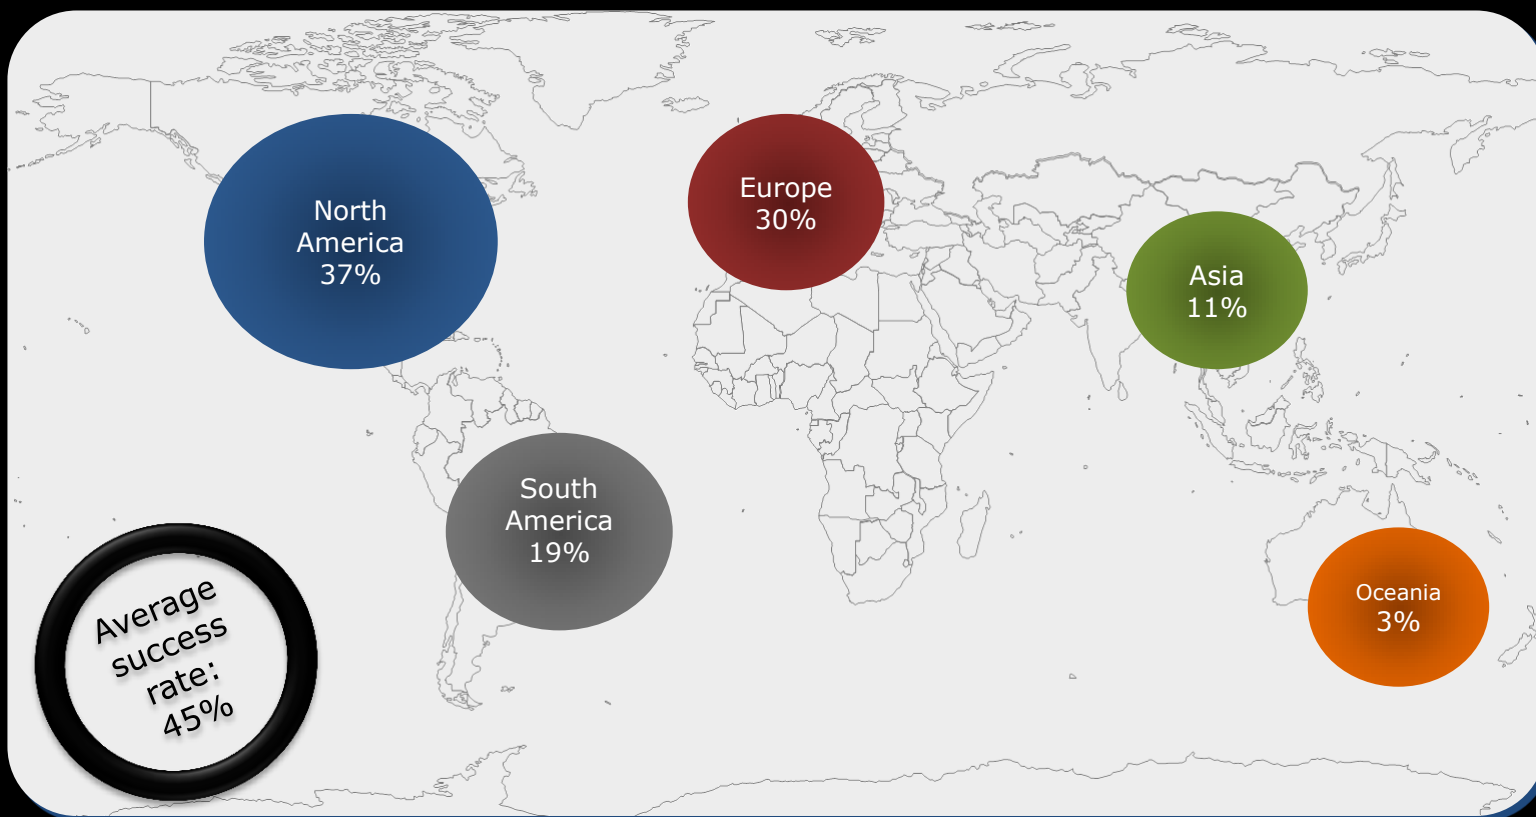 North
America
37%
Europe
30%
Asia
11%
South
America
19%
Oceania
3%
Average
success
rate:
45%